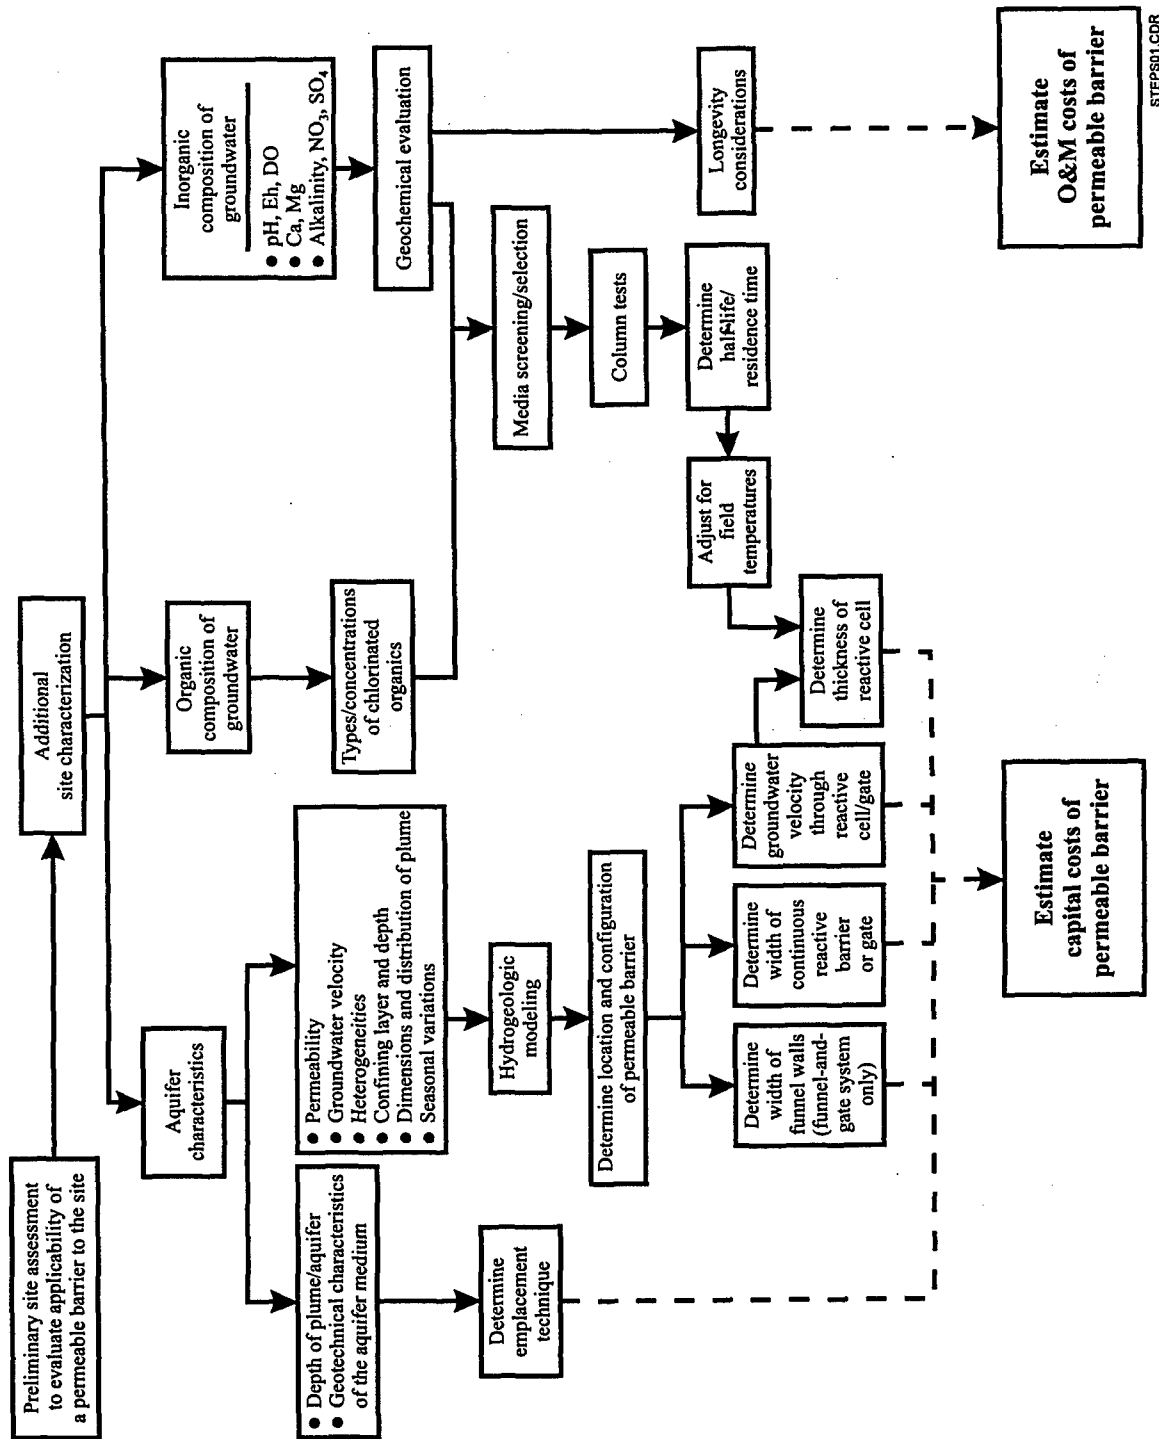 Preliminary site assessment
to evaluate applicability of
a permeable barrier to the site
Additional
site characterization
Aquifer
characteristics
Organic
composition of
groundwater
Inorganic
composition of
groundwater
● pH, Eh, DO
● Ca, Mg
● Alkalinity, NO₃, SO₄
● Depth of plume/aquifer
● Geotechnical characteristics
of the aquifer medium
● Permeability
● Groundwater velocity
● Heterogeneities
● Confining layer and depth
● Dimensions and distribution of plume
● Seasonal variations
Types/concentrations
of chlorinated
organics
Geochemical evaluation
Determine
emplacement
technique
Hydrogeologic
modeling
Media screening/selection
Determine location and configuration
of permeable barrier
Column tests
Determine
half-life/
residence time
Longevity
considerations
Adjust for
field
temperatures
Determine
width of
funnel walls
(funnel-and-
gate system
only)
Determine
width of
continuous
reactive
barrier
or gate
Determine
groundwater
velocity
through
reactive
cell/gate
Determine
thickness of
reactive cell
Estimate
capital costs of
permeable barrier
Estimate
O&M costs of
permeable barrier
STEPS01.CDR